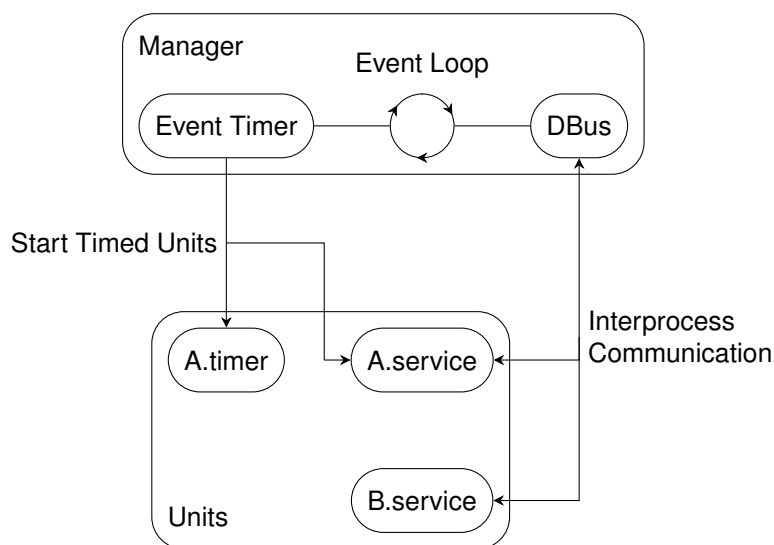 Manager
Event Loop
Event Timer
DBus
Start Timed Units
Interprocess
Communication
A.timer
A.service
B.service
Units